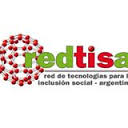 redtisa
red de tecnologías para l
inclusión social - argentin